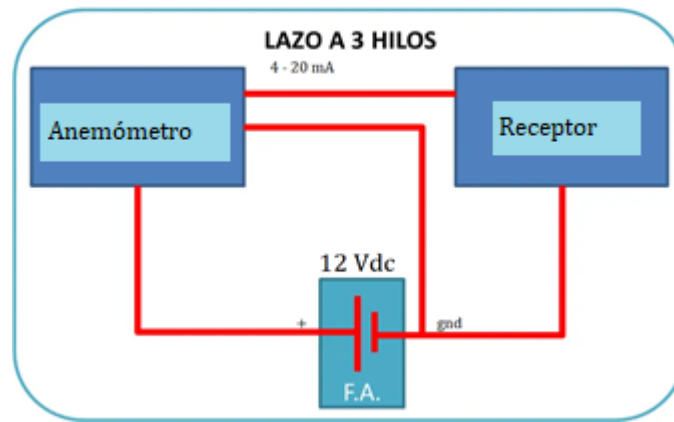 LAZO A 3 HILOS
4 - 20 mA
Anemómetro
Receptor
12 Vdc
+
gnd
F.A.